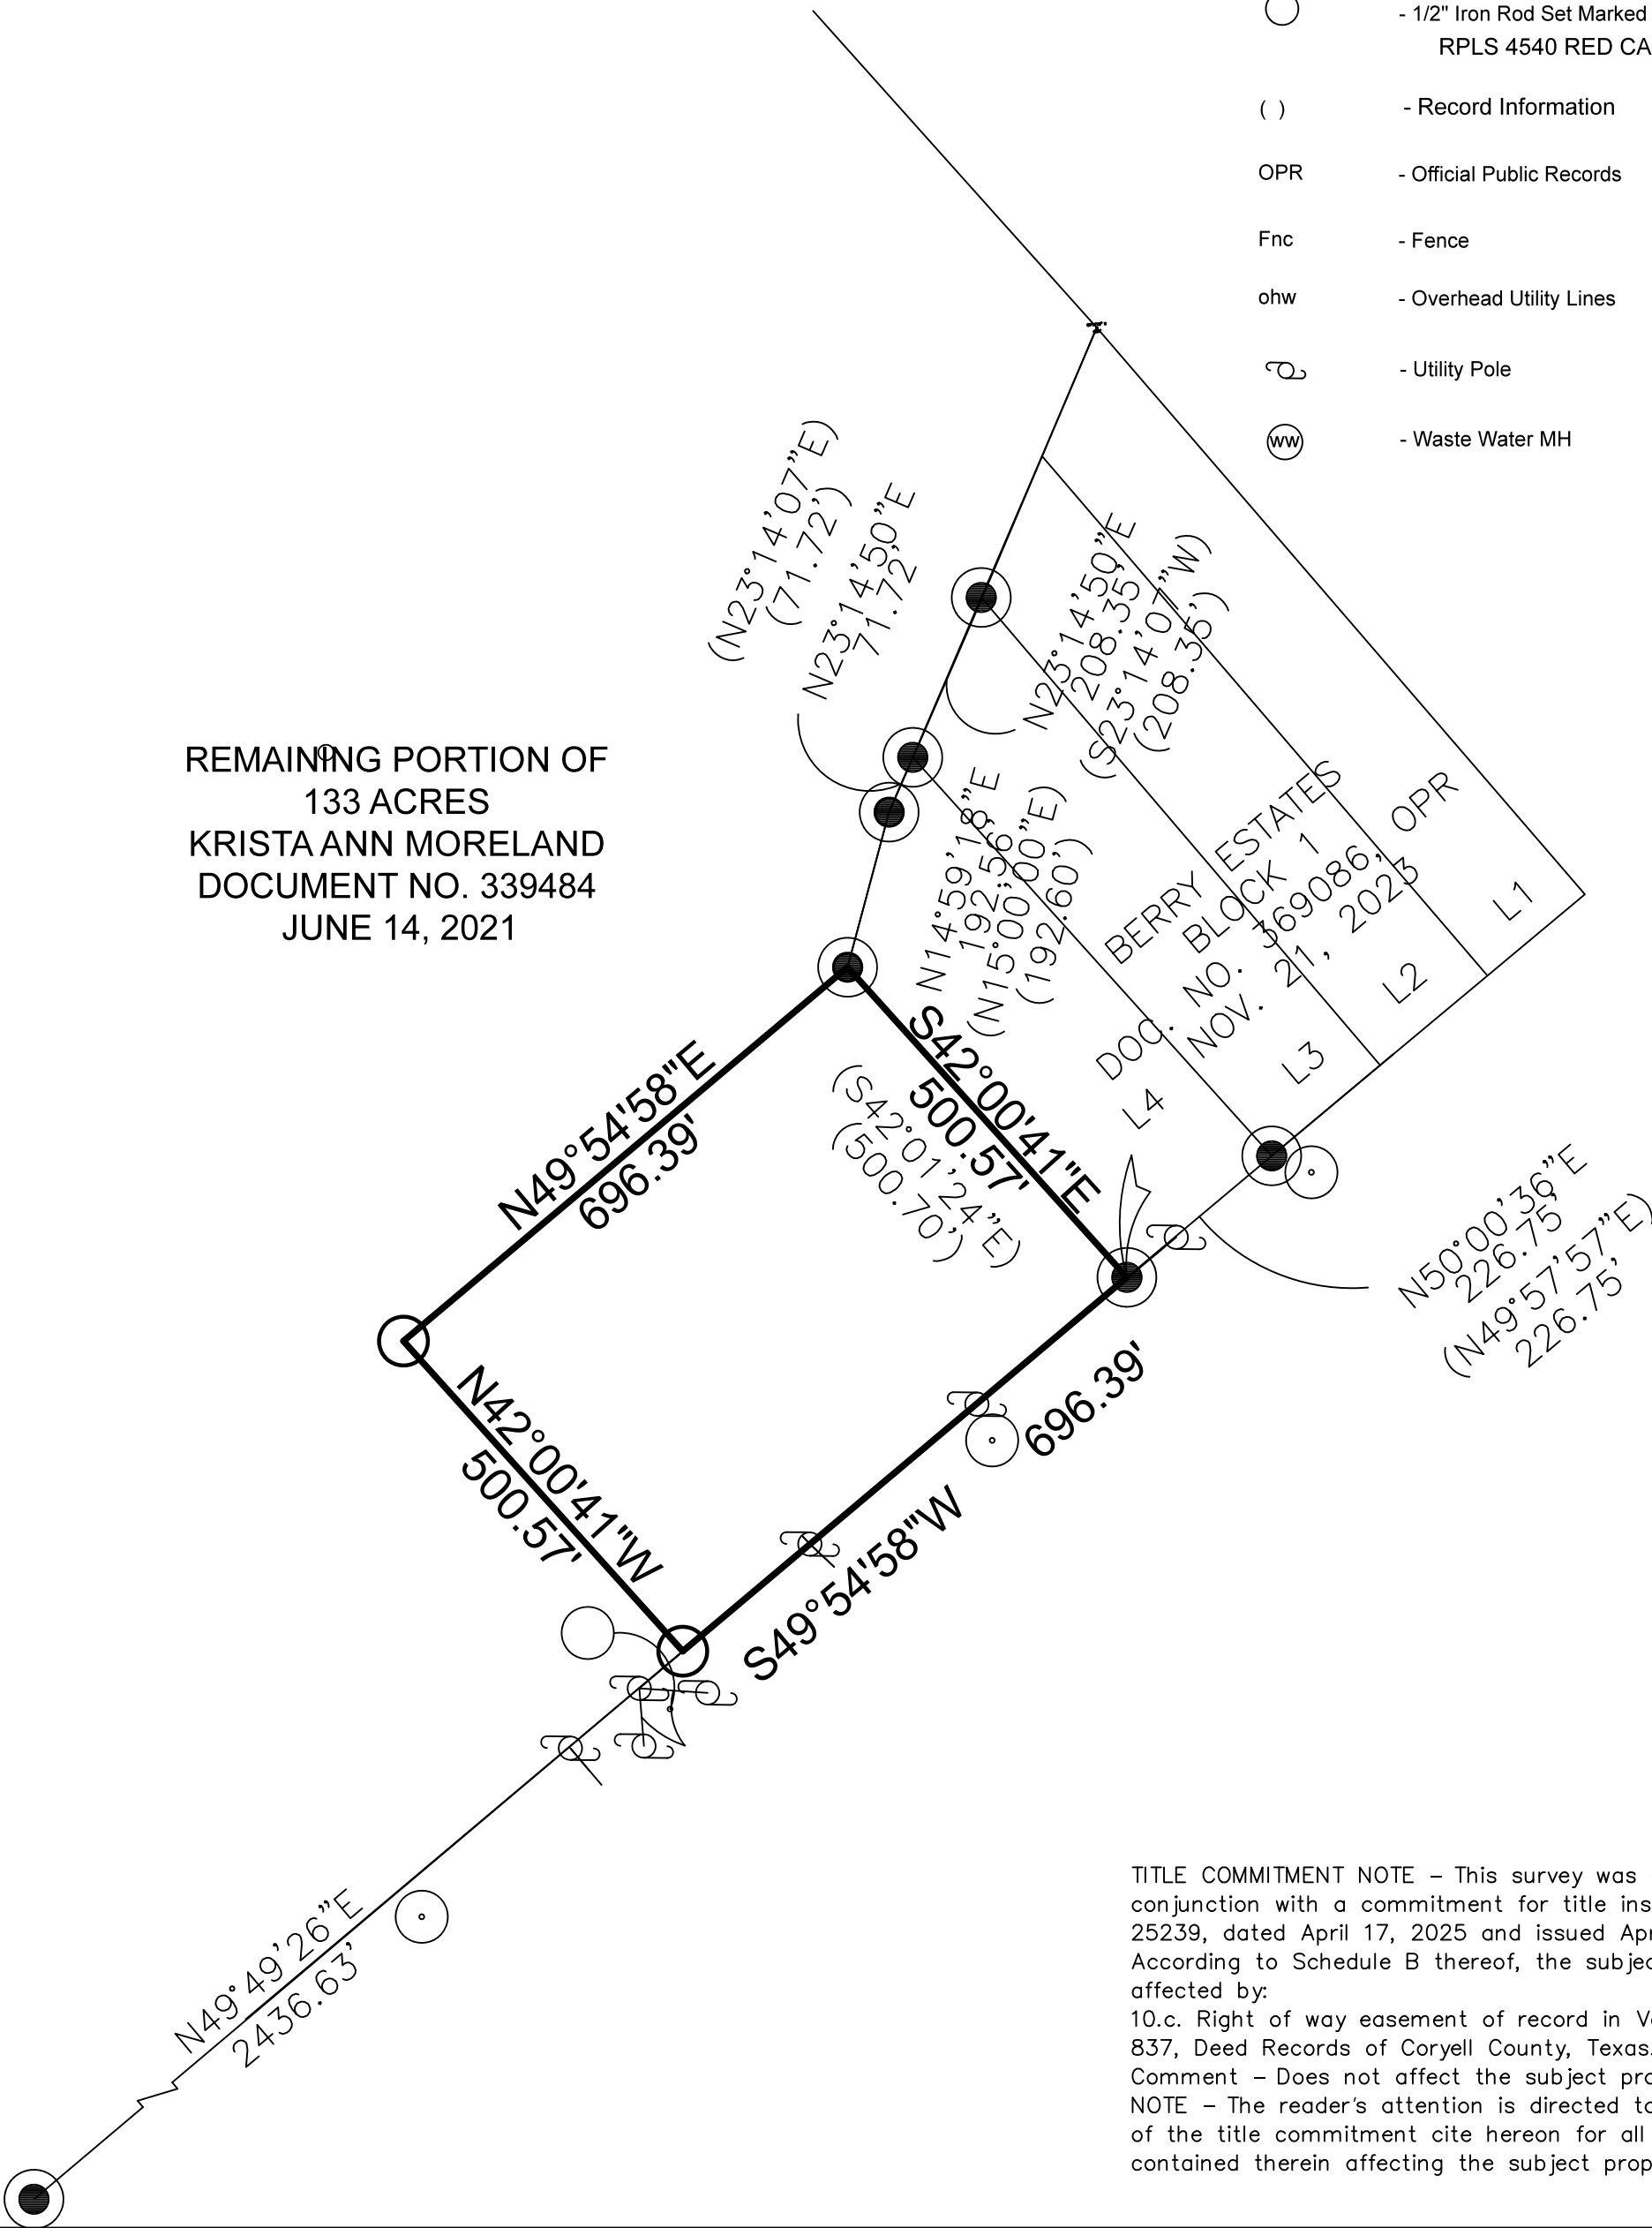 - 1/2" Iron Rod Set Marked
RPLS 4540 RED CA
( ) - Record Information
OPR - Official Public Records
Fnc - Fence
ohw - Overhead Utility Lines
- Utility Pole
WW - Waste Water MH
(N23°14'07"E)
(71.72')
N23°14'50"E
71.72'
N23°14'50"E
208.35'
(S23°14'07"W)
(208.35')
REMAINING PORTION OF
133 ACRES
KRISTA ANN MORELAND
DOCUMENT NO. 339484
JUNE 14, 2021
N14°59'18"E
192.56'
(N15°00'00"E)
(192.60')
BERRY ESTATES
BLOCK 1
DOC. NO. 369086, OPR
NOV. 21, 2023
L1
L2
L3
L4
N49°54'58"E
696.39'
S42°00'41"E
500.57'
(S42°01'24"E)
(500.70')
N50°00'36"E
226.75'
(N49°57'57"E)
226.75'
N42°00'41"W
500.57'
696.39'
S49°54'58"W
N49°49'26"E
2436.63'
TITLE COMMITMENT NOTE – This survey was
conjunction with a commitment for title ins
25239, dated April 17, 2025 and issued Apr
According to Schedule B thereof, the subjec
affected by:
10.c. Right of way easement of record in V
837, Deed Records of Coryell County, Texas.
Comment – Does not affect the subject pro
NOTE – The reader's attention is directed to
of the title commitment cite hereon for all
contained therein affecting the subject prop